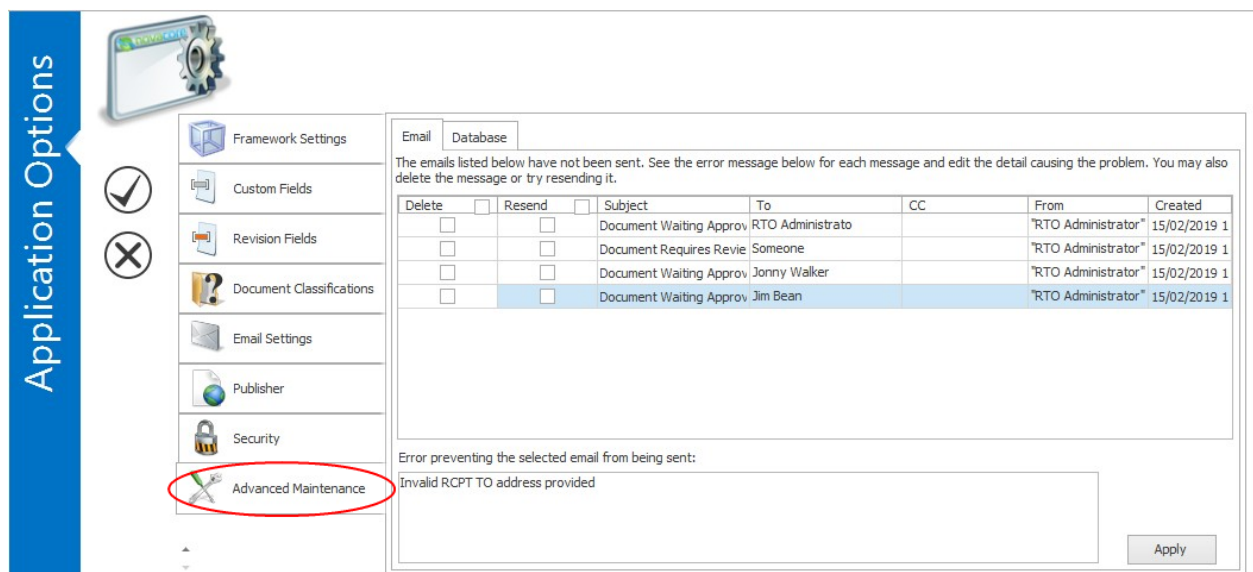 Application Options
novacore
Framework Settings
Custom Fields
Revision Fields
Document Classifications
Email Settings
Publisher
Security
Advanced Maintenance
Email Database
The emails listed below have not been sent. See the error message below for each message and edit the detail causing the problem. You may also
delete the message or try resending it.
Delete Resend Subject To CC From Created
Document Waiting Approv RTO Administrato "RTO Administrator" 15/02/2019 1
Document Requires Revie Someone "RTO Administrator" 15/02/2019 1
Document Waiting Approv Jonny Walker "RTO Administrator" 15/02/2019 1
Document Waiting Approv Jim Bean "RTO Administrator" 15/02/2019 1
Error preventing the selected email from being sent:
Invalid RCPT TO address provided
Apply